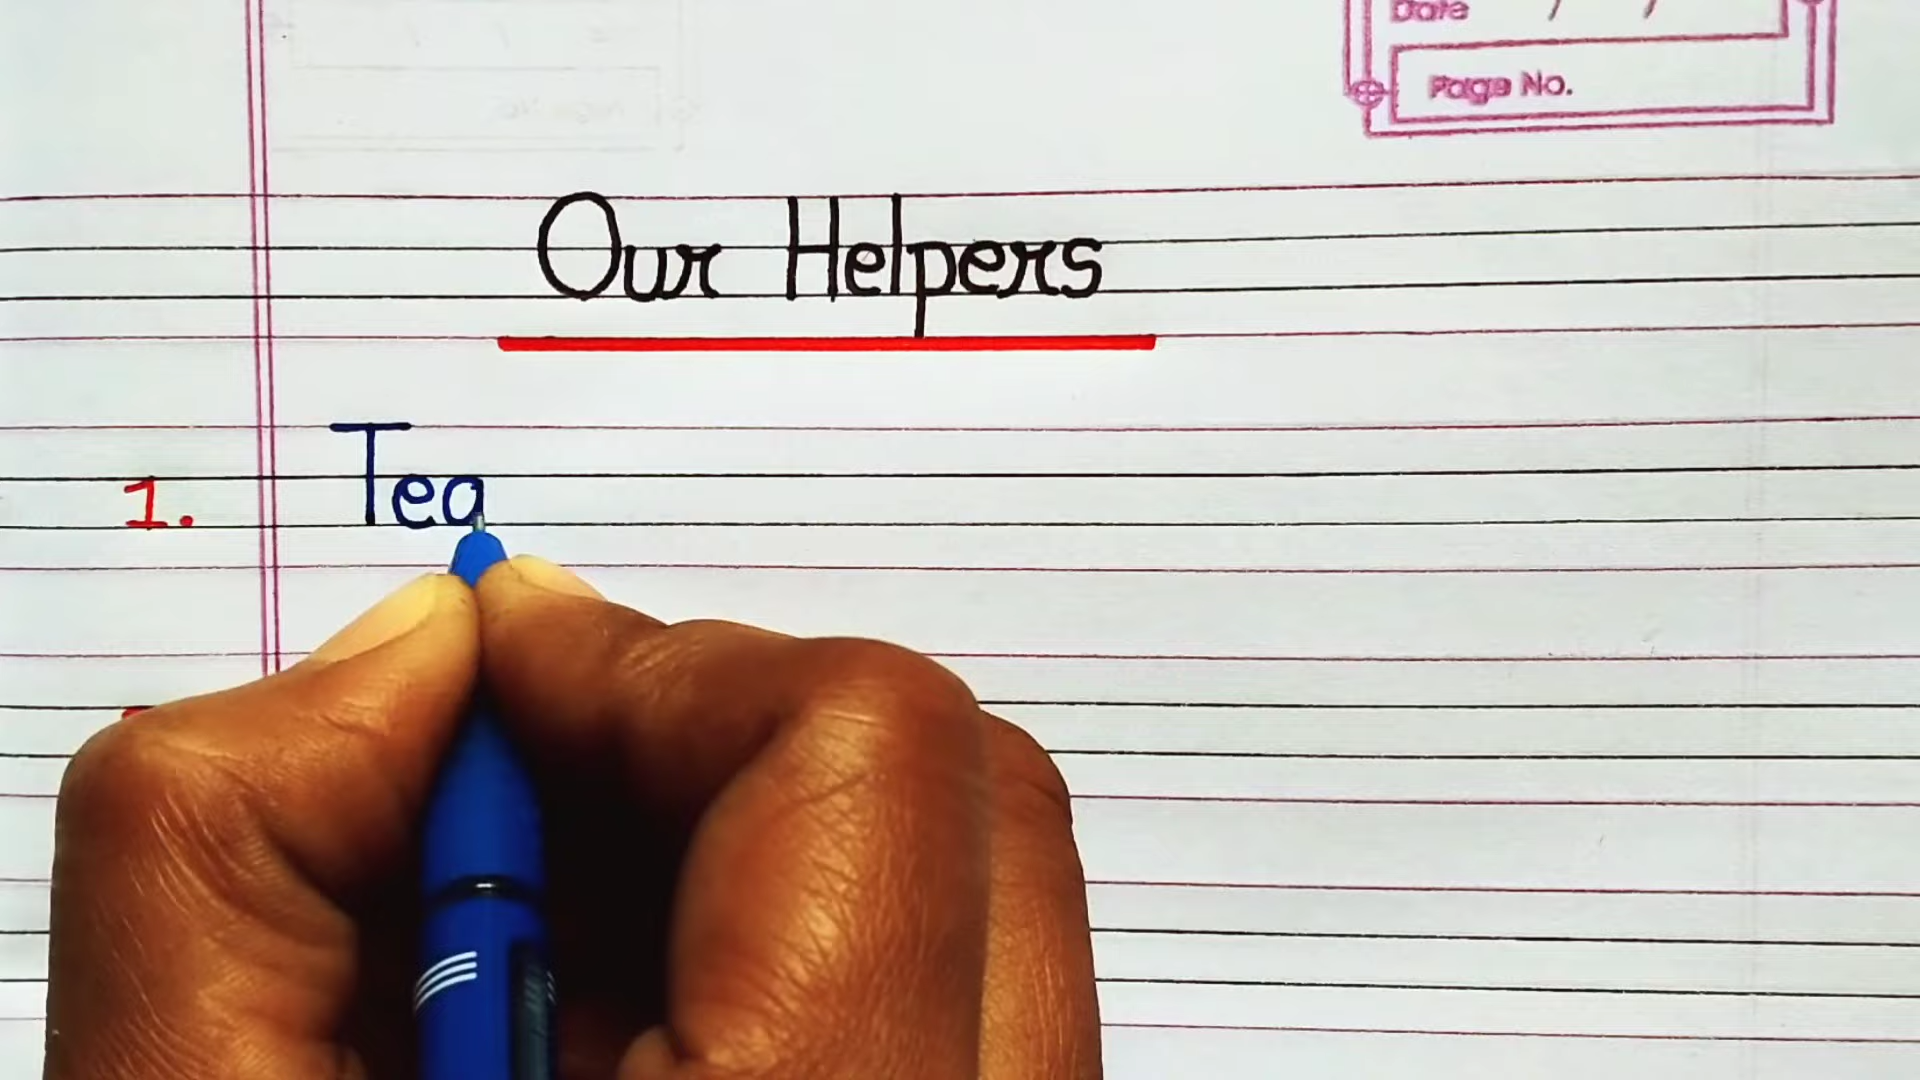 Date / /
Page No.
Our Helpers
1. Tea